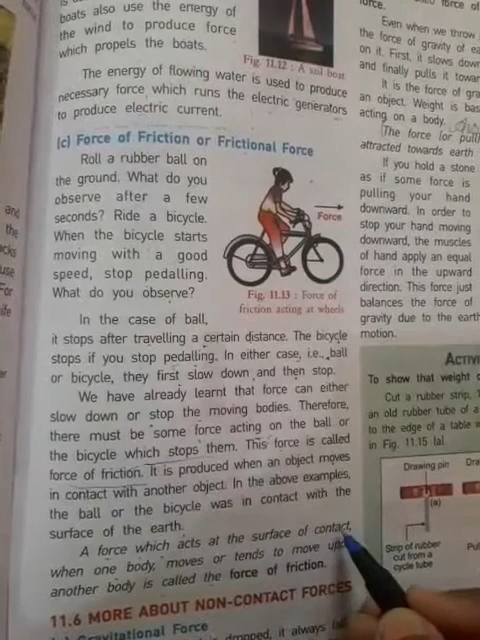 boats also use the energy of
the wind to produce force
which propels the boats.
Fig. 11.12 : A sail boat
The energy of flowing water is used to produce
necessary force which runs the electric generators
to produce electric current.
(c) Force of Friction or Frictional Force
Roll a rubber ball on
the ground. What do you
observe after a few
seconds? Ride a bicycle.
When the bicycle starts
moving with a good
speed, stop pedalling.
What do you observe?
Force
Fig. 11.13 : Force of
friction acting at wheels
In the case of ball,
it stops after travelling a certain distance. The bicycle
stops if you stop pedalling. In either case, i.e., ball
or bicycle, they first slow down and then stop.
We have already learnt that force can either
slow down or stop the moving bodies. Therefore,
there must be some force acting on the ball or
the bicycle which stops them. This force is called
force of friction. It is produced when an object moves
in contact with another object. In the above examples,
the ball or the bicycle was in contact with the
surface of the earth.
A force which acts at the surface of contact,
when one body moves or tends to move
another body is called the force of friction.
11.6 MORE ABOUT NON-CONTACT FORCES
Gravitational Force
dropped, it always
force.
Even when we throw
the force of gravity of
on it. First, it slows down
and finally pulls it
It is the force of
an object. Weight is
acting on a body.
(The force (or pull)
attracted towards earth
If you hold a stone
as if some force is
pulling your hand
downward. In order to
stop your hand moving
downward, the muscles
of hand apply an equal
force in the upward
direction. This force just
balances the force of
gravity due to the earth
motion.
To show that weight
Cut a rubber strip,
an old rubber tube of a
to the edge of a table
in Fig. 11.15 (a).
Drawing pin
(a)
Strip of rubber
cut from a
cycle tube
and
the
use
For